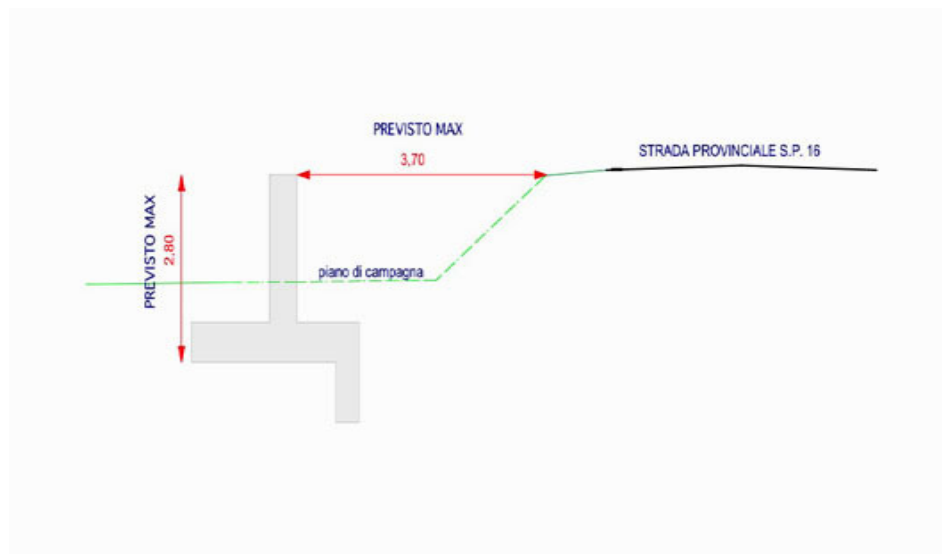 PREVISTO MAX
3,70
STRADA PROVINCIALE S.P. 16
PREVISTO MAX
2.80
piano di campagna